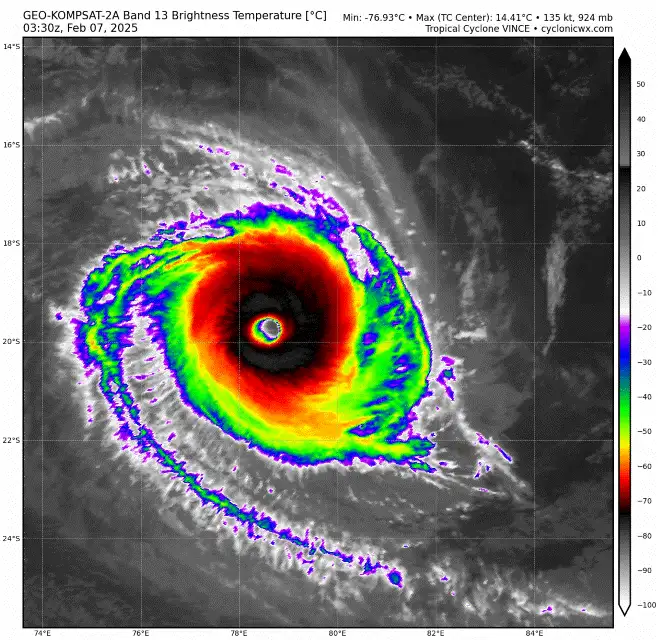 GEO-KOMPSAT-2A Band 13 Brightness Temperature [°C]
Min: -76.93°C • Max (TC Center): 14.41°C • 135 kt, 924 mb
03:30z, Feb 07, 2025
Tropical Cyclone VINCE • cyclonicwx.com
14°S
16°S
18°S
20°S
22°S
24°S
74°E
76°E
78°E
80°E
82°E
84°E
50
40
30
20
10
0
−10
−20
−30
−40
−50
−60
−70
−80
−90
−100